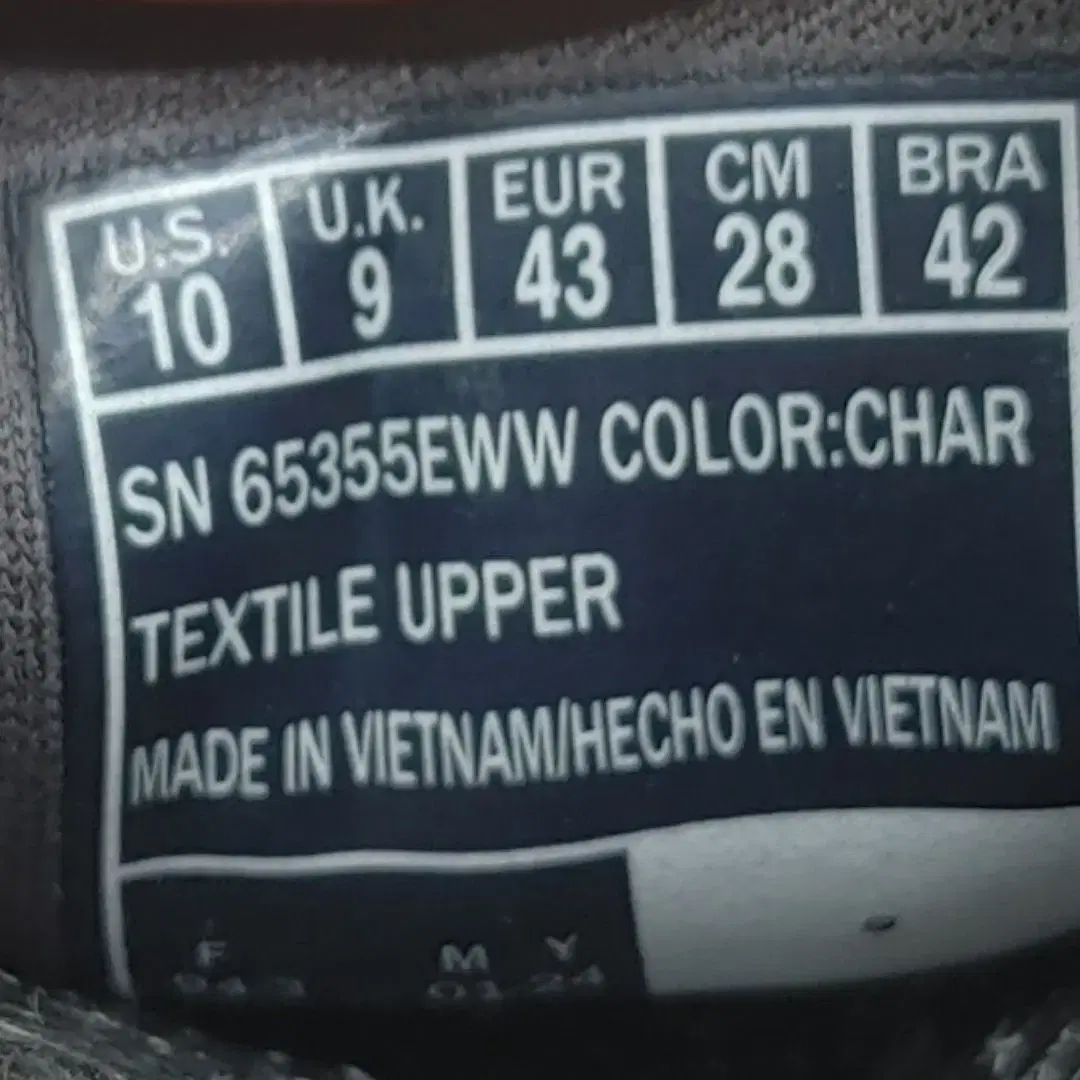 U.S. U.K. EUR CM BRA
10 9 43 28 42
SN 65355EWW COLOR:CHAR
TEXTILE UPPER
MADE IN VIETNAM/HECHO EN VIETNAM
F M Y